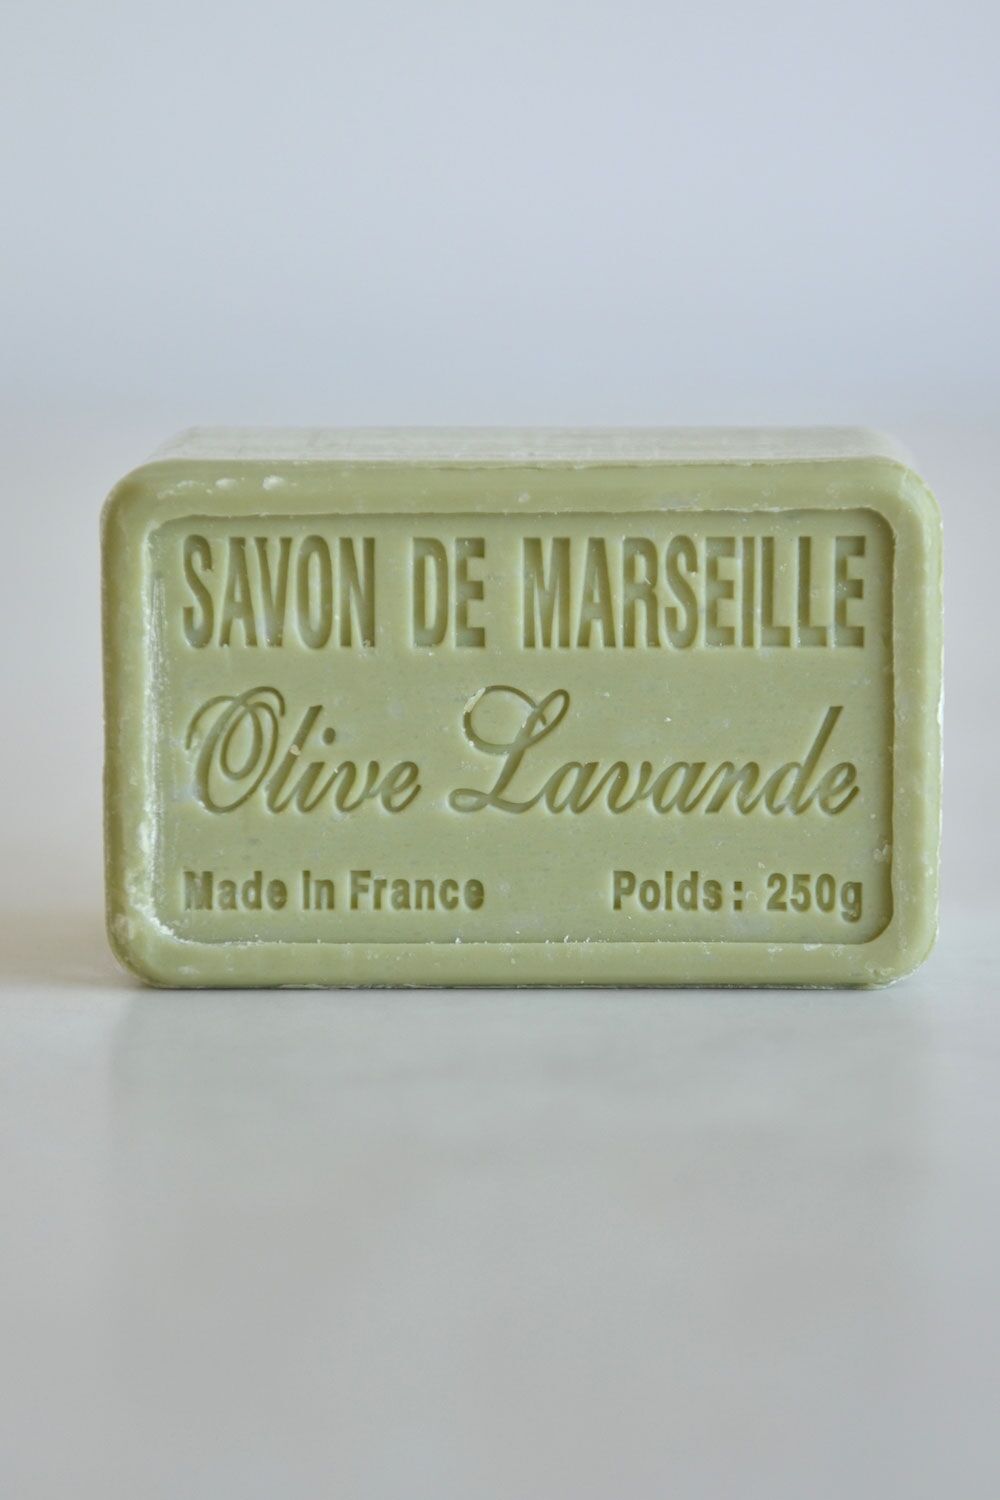 SAVON DE MARSEILLE
Olive Lavande
Made in France Poids : 250g